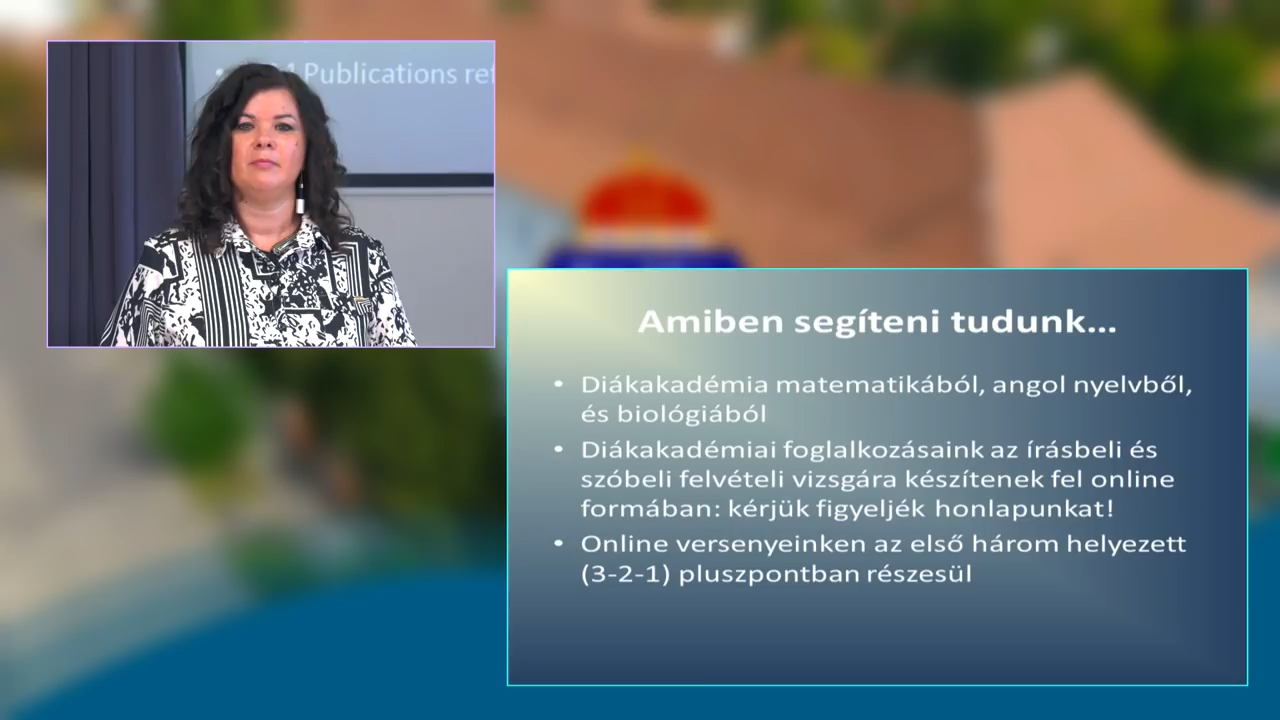 Publications
Amiben segíteni tudunk...
• Diákakadémia matematikából, angol nyelvből,
és biológiából
• Diákakadémiai foglalkozásaink az írásbeli és
szóbeli felvételi vizsgára készítenek fel online
formában: kérjük figyeljék honlapunkat!
• Online versenyeinken az első három helyezett
(3-2-1) pluszpontban részesül